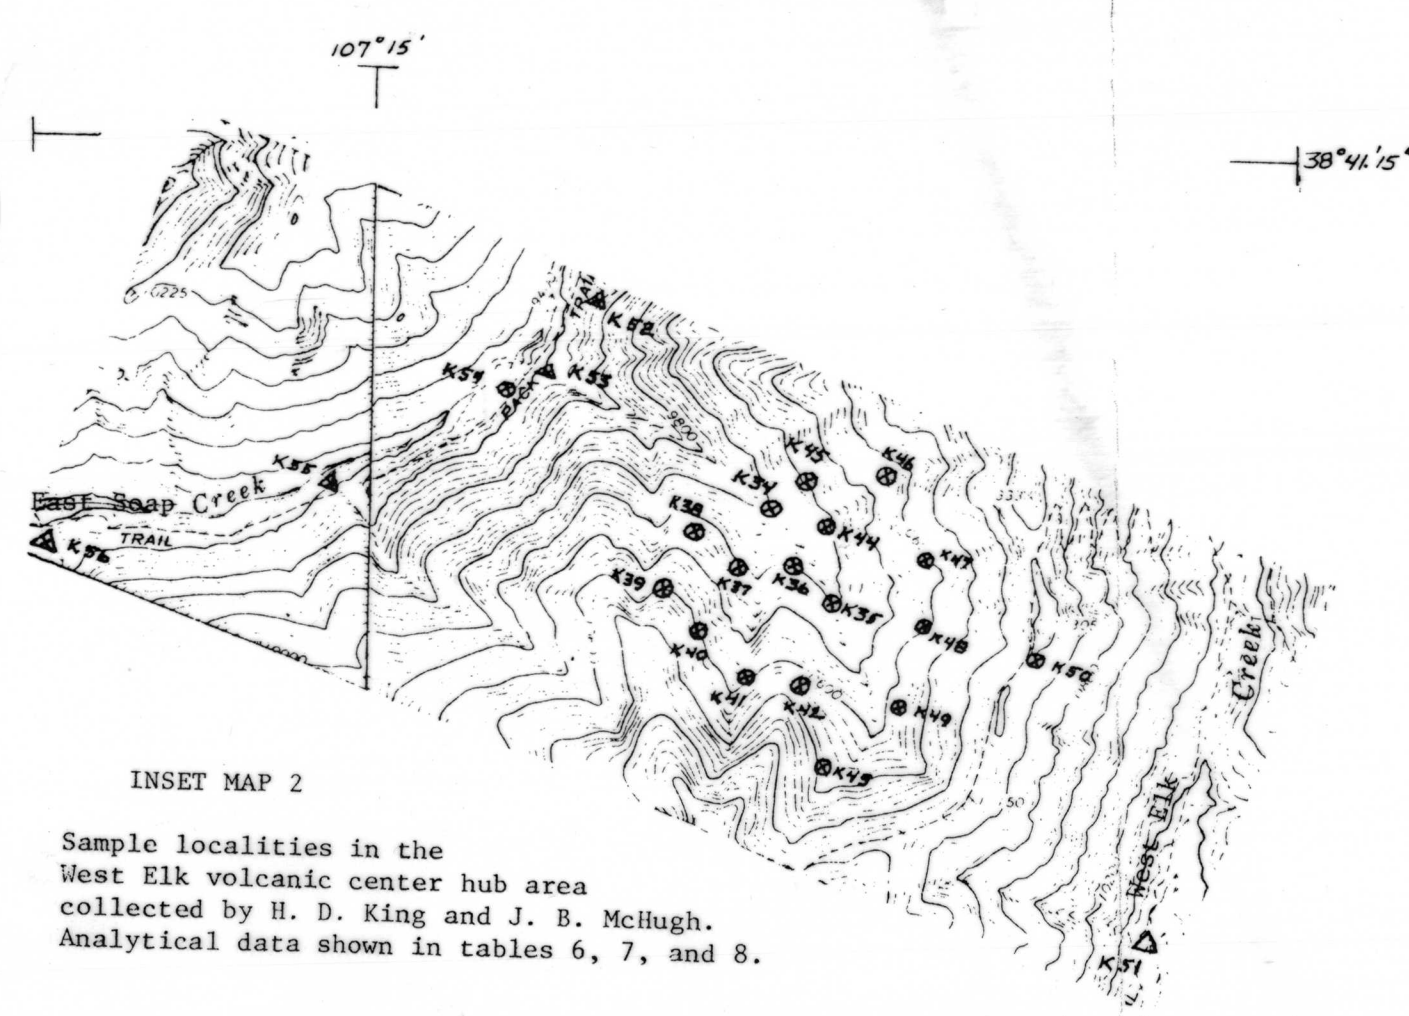 107°15'
38°41'15"
6225
TRAIL
K52
K54
K53
PACK
9800
K45
K46
K55
K34
East Soap Creek
K38
K44
TRAIL
K56
K47
K37
K36
K39
K35
K48
K40
K50
Creek
K41
K42
K49
K43
50
West Elk
K51
INSET MAP 2
Sample localities in the
West Elk volcanic center hub area
collected by H. D. King and J. B. McHugh.
Analytical data shown in tables 6, 7, and 8.